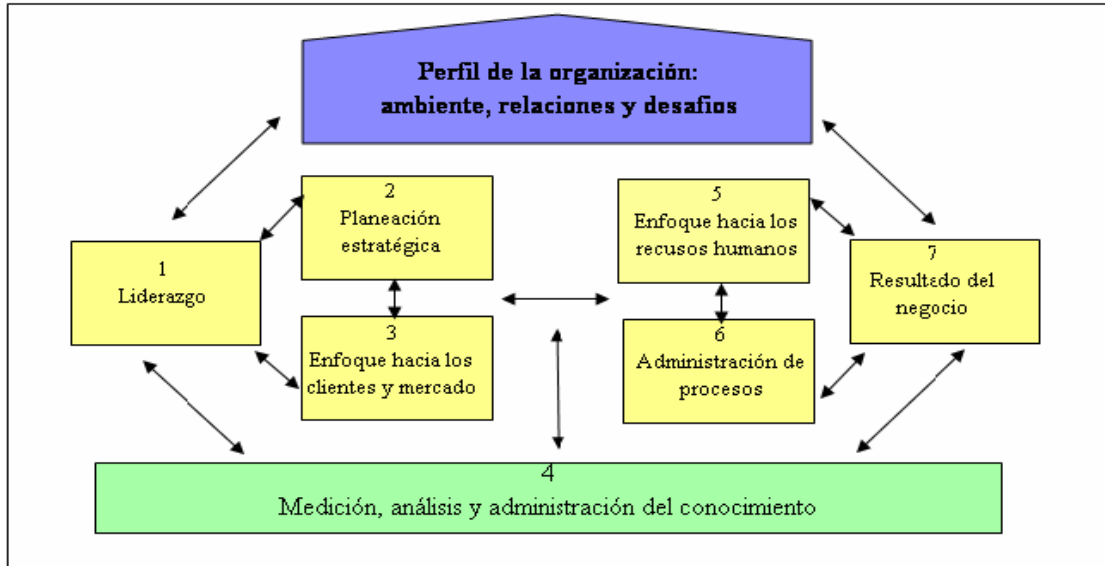 Perfil de la organización:
ambiente, relaciones y desafios
1
Liderazgo
2
Planeación
estratégica
3
Enfoque hacia los
clientes y mercado
5
Enfoque hacia los
recusos humanos
6
Administración de
procesos
7
Resultado del
negocio
4
Medición, análisis y administración del conocimiento